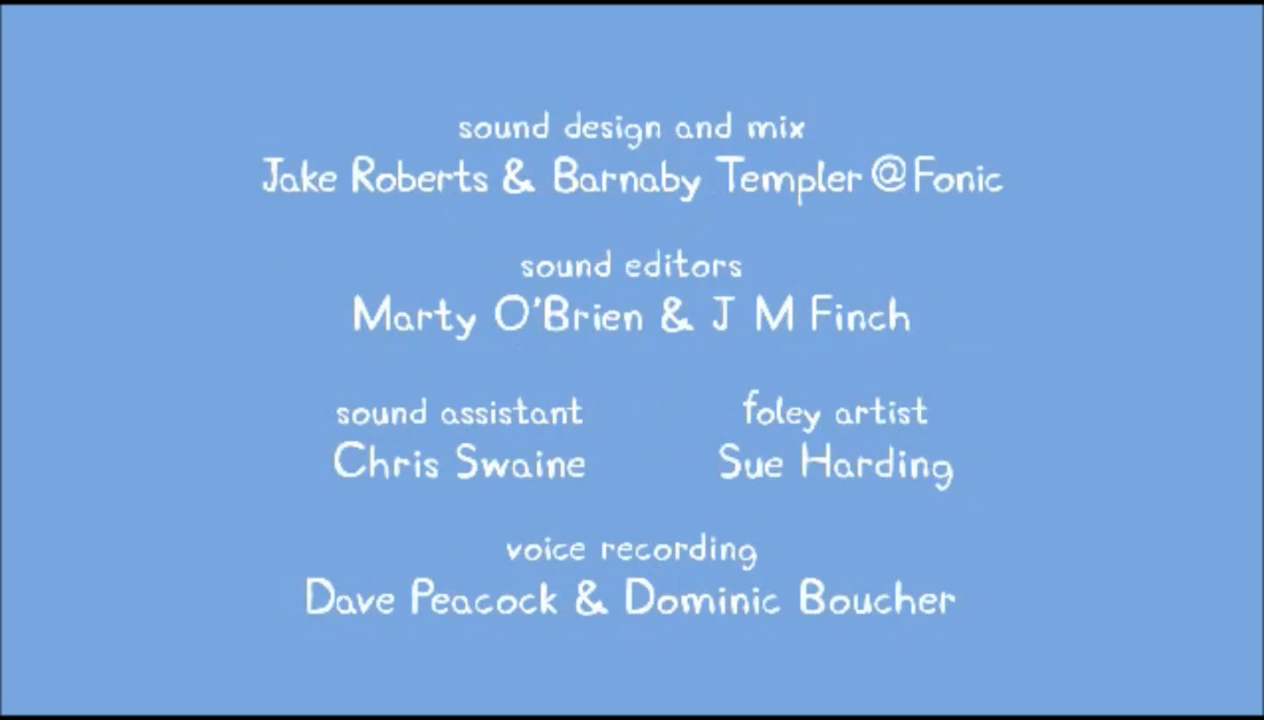 sound design and mix
Jake Roberts & Barnaby Templer @Fonic
sound editors
Marty O'Brien & J M Finch
sound assistant
Chris Swaine
foley artist
Sue Harding
voice recording
Dave Peacock & Dominic Boucher